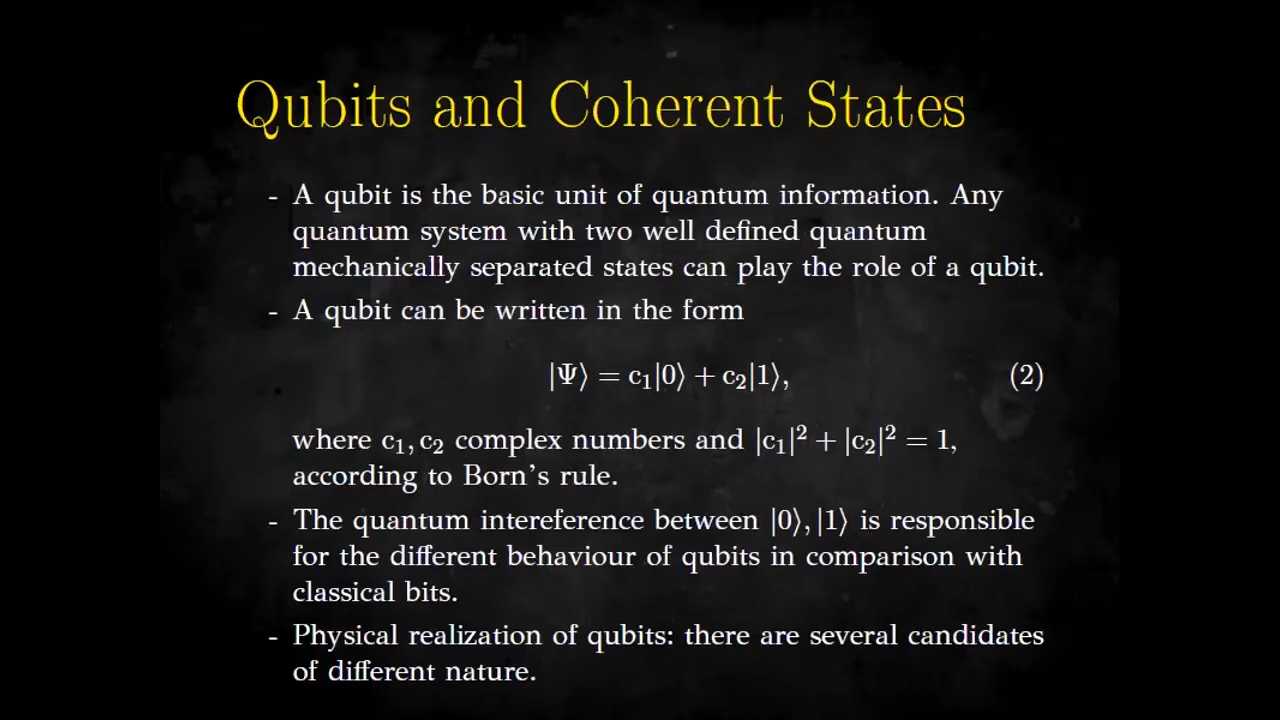 Qubits and Coherent States
- A qubit is the basic unit of quantum information. Any
quantum system with two well defined quantum
mechanically separated states can play the role of a qubit.
- A qubit can be written in the form
|Ψ⟩ = c₁|0⟩ + c₂|1⟩, (2)
where c₁, c₂ complex numbers and |c₁|² + |c₂|² = 1,
according to Born's rule.
- The quantum intereference between |0⟩, |1⟩ is responsible
for the different behaviour of qubits in comparison with
classical bits.
- Physical realization of qubits: there are several candidates
of different nature.